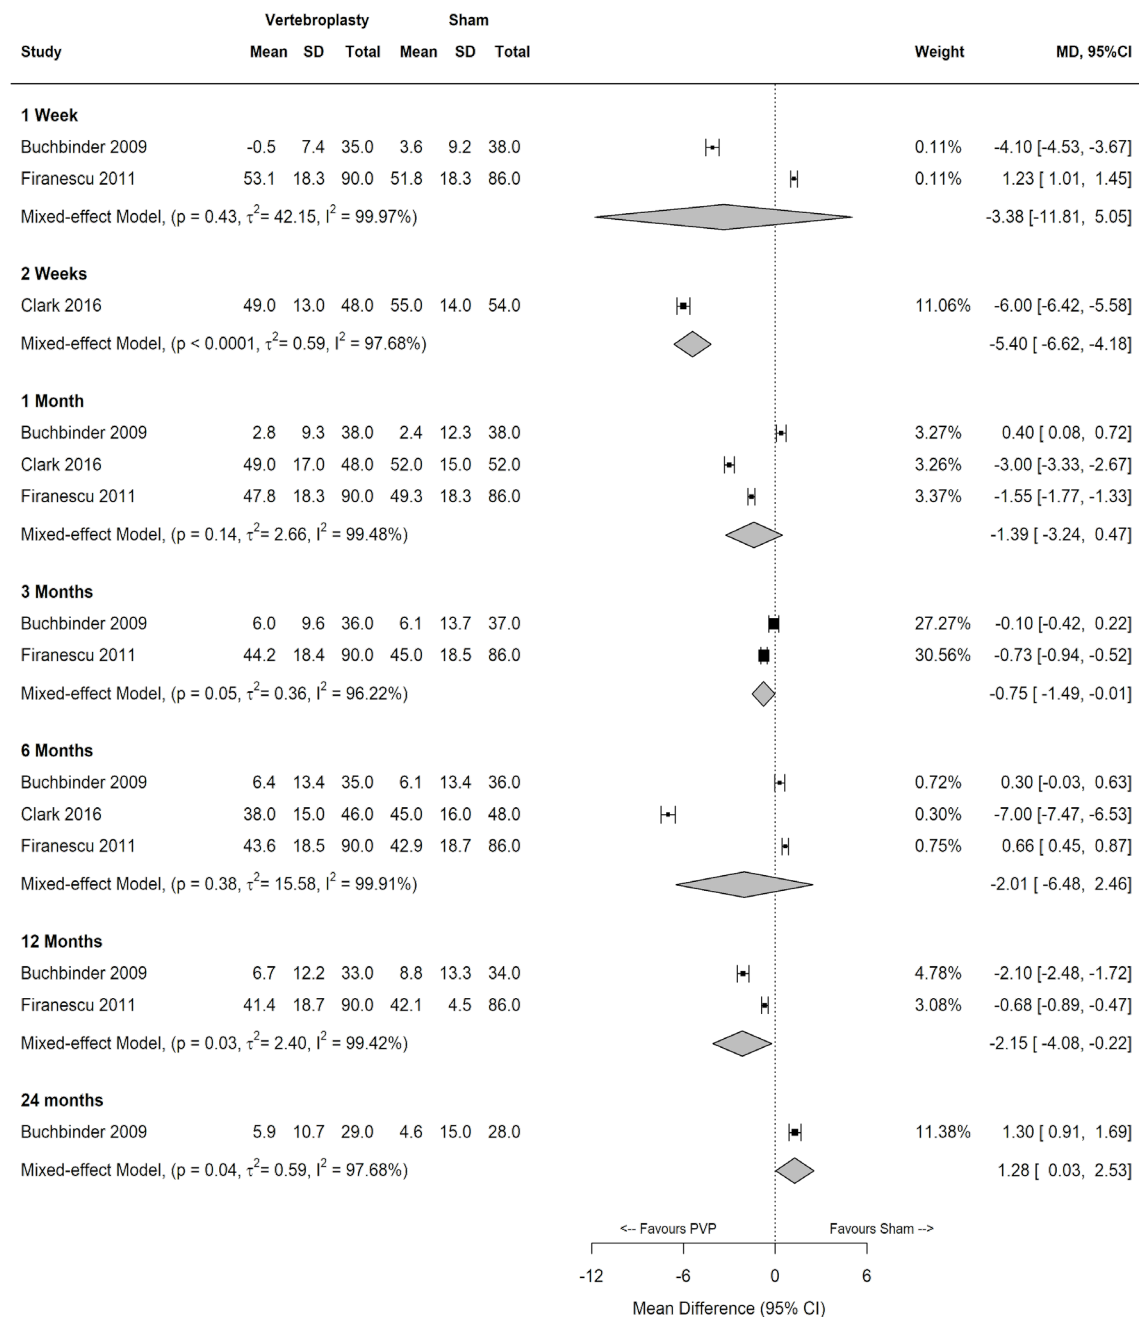 Vertebroplasty Sham
Study Mean SD Total Mean SD Total Weight MD, 95%CI
1 Week
Buchbinder 2009 -0.5 7.4 35.0 3.6 9.2 38.0 0.11% -4.10 [-4.53, -3.67]
Firanescu 2011 53.1 18.3 90.0 51.8 18.3 86.0 0.11% 1.23 [ 1.01, 1.45]
Mixed-effect Model, (p = 0.43, τ²= 42.15, I² = 99.97%) -3.38 [-11.81, 5.05]
2 Weeks
Clark 2016 49.0 13.0 48.0 55.0 14.0 54.0 11.06% -6.00 [-6.42, -5.58]
Mixed-effect Model, (p < 0.0001, τ²= 0.59, I² = 97.68%) -5.40 [ -6.62, -4.18]
1 Month
Buchbinder 2009 2.8 9.3 38.0 2.4 12.3 38.0 3.27% 0.40 [ 0.08, 0.72]
Clark 2016 49.0 17.0 48.0 52.0 15.0 52.0 3.26% -3.00 [-3.33, -2.67]
Firanescu 2011 47.8 18.3 90.0 49.3 18.3 86.0 3.37% -1.55 [-1.77, -1.33]
Mixed-effect Model, (p = 0.14, τ²= 2.66, I² = 99.48%) -1.39 [ -3.24, 0.47]
3 Months
Buchbinder 2009 6.0 9.6 36.0 6.1 13.7 37.0 27.27% -0.10 [-0.42, 0.22]
Firanescu 2011 44.2 18.4 90.0 45.0 18.5 86.0 30.56% -0.73 [-0.94, -0.52]
Mixed-effect Model, (p = 0.05, τ²= 0.36, I² = 96.22%) -0.75 [ -1.49, -0.01]
6 Months
Buchbinder 2009 6.4 13.4 35.0 6.1 13.4 36.0 0.72% 0.30 [-0.03, 0.63]
Clark 2016 38.0 15.0 46.0 45.0 16.0 48.0 0.30% -7.00 [-7.47, -6.53]
Firanescu 2011 43.6 18.5 90.0 42.9 18.7 86.0 0.75% 0.66 [ 0.45, 0.87]
Mixed-effect Model, (p = 0.38, τ²= 15.58, I² = 99.91%) -2.01 [ -6.48, 2.46]
12 Months
Buchbinder 2009 6.7 12.2 33.0 8.8 13.3 34.0 4.78% -2.10 [-2.48, -1.72]
Firanescu 2011 41.4 18.7 90.0 42.1 4.5 86.0 3.08% -0.68 [-0.89, -0.47]
Mixed-effect Model, (p = 0.03, τ²= 2.40, I² = 99.42%) -2.15 [ -4.08, -0.22]
24 months
Buchbinder 2009 5.9 10.7 29.0 4.6 15.0 28.0 11.38% 1.30 [ 0.91, 1.69]
Mixed-effect Model, (p = 0.04, τ²= 0.59, I² = 97.68%) 1.28 [ 0.03, 2.53]
<-- Favours PVP Favours Sham -->
-12 -6 0 6
Mean Difference (95% CI)